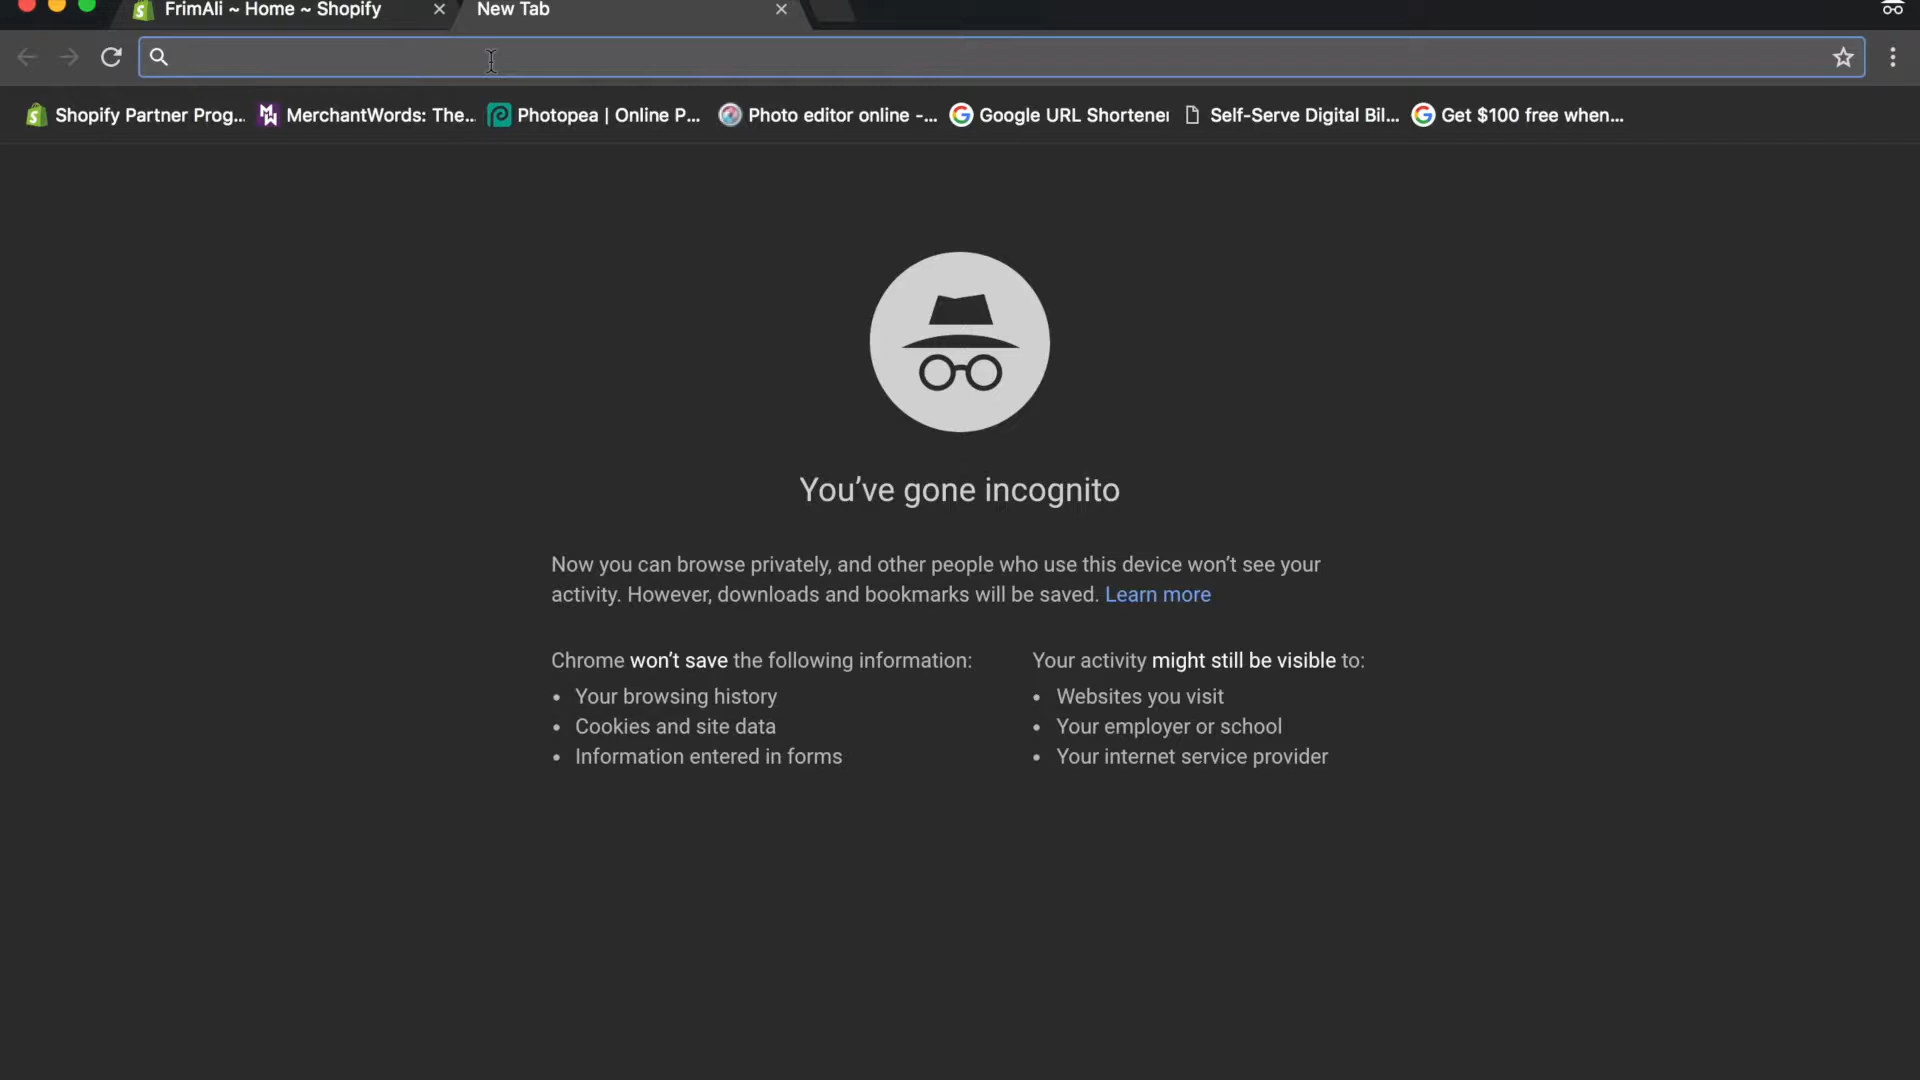 FrimAli ~ Home ~ Shopify
New Tab
Shopify Partner Prog...
MerchantWords: The...
Photopea | Online P...
Photo editor online -...
Google URL Shortener
Self-Serve Digital Bil...
Get $100 free when...
You’ve gone incognito
Now you can browse privately, and other people who use this device won’t see your
activity. However, downloads and bookmarks will be saved. Learn more
Chrome won’t save the following information:
• Your browsing history
• Cookies and site data
• Information entered in forms
Your activity might still be visible to:
• Websites you visit
• Your employer or school
• Your internet service provider